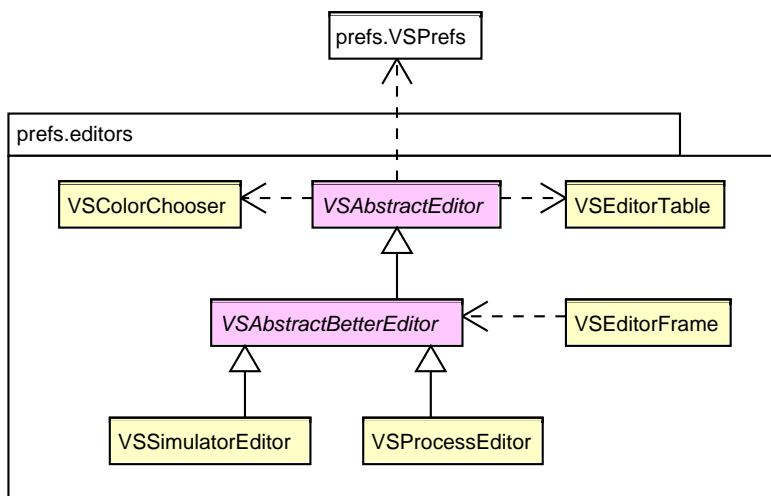 prefs.VSPrefs
prefs.editors
VSColorChooser
VSAbstractEditor
VSEditorTable
VSAbstractBetterEditor
VSEditorFrame
VSSimulatorEditor
VSProcessEditor